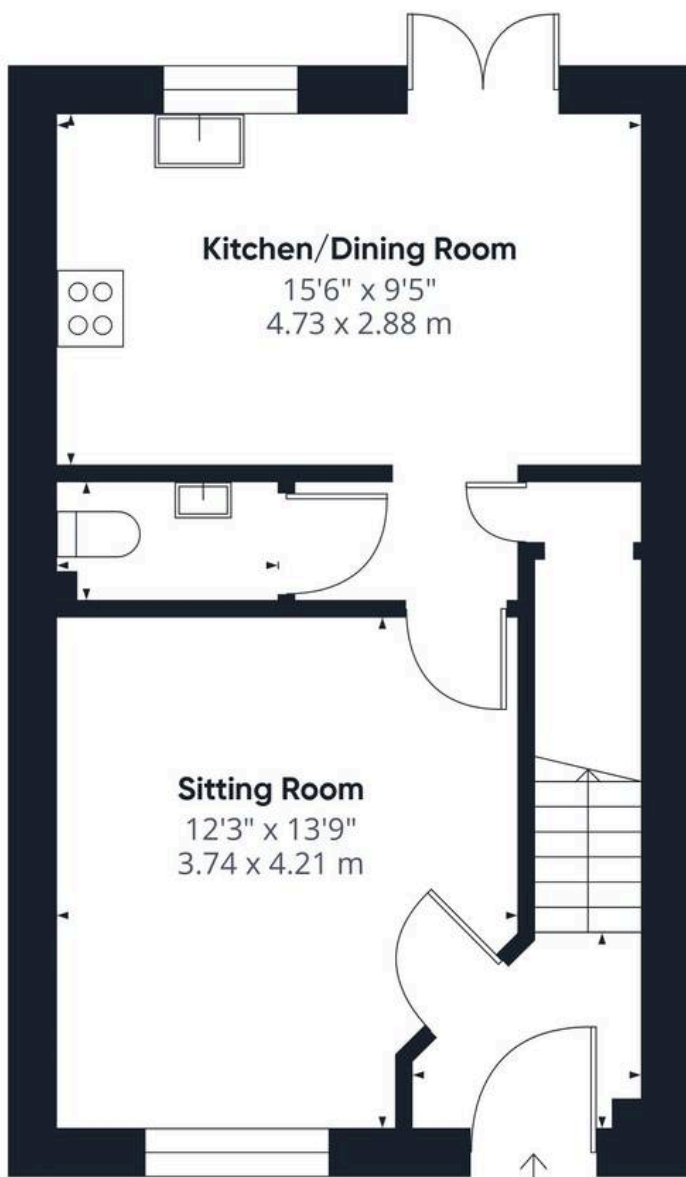 Kitchen/Dining Room
15'6" x 9'5"
4.73 x 2.88 m
Sitting Room
12'3" x 13'9"
3.74 x 4.21 m